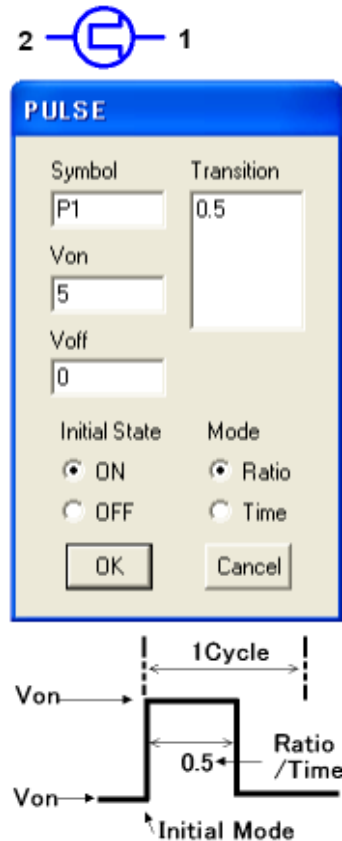 2 1
PULSE
Symbol Transition
P1 0.5
Von
5
Voff
0
Initial State Mode
ON Ratio
OFF Time
OK Cancel
1Cycle
Von
0.5 Ratio
/Time
Von
Initial Mode